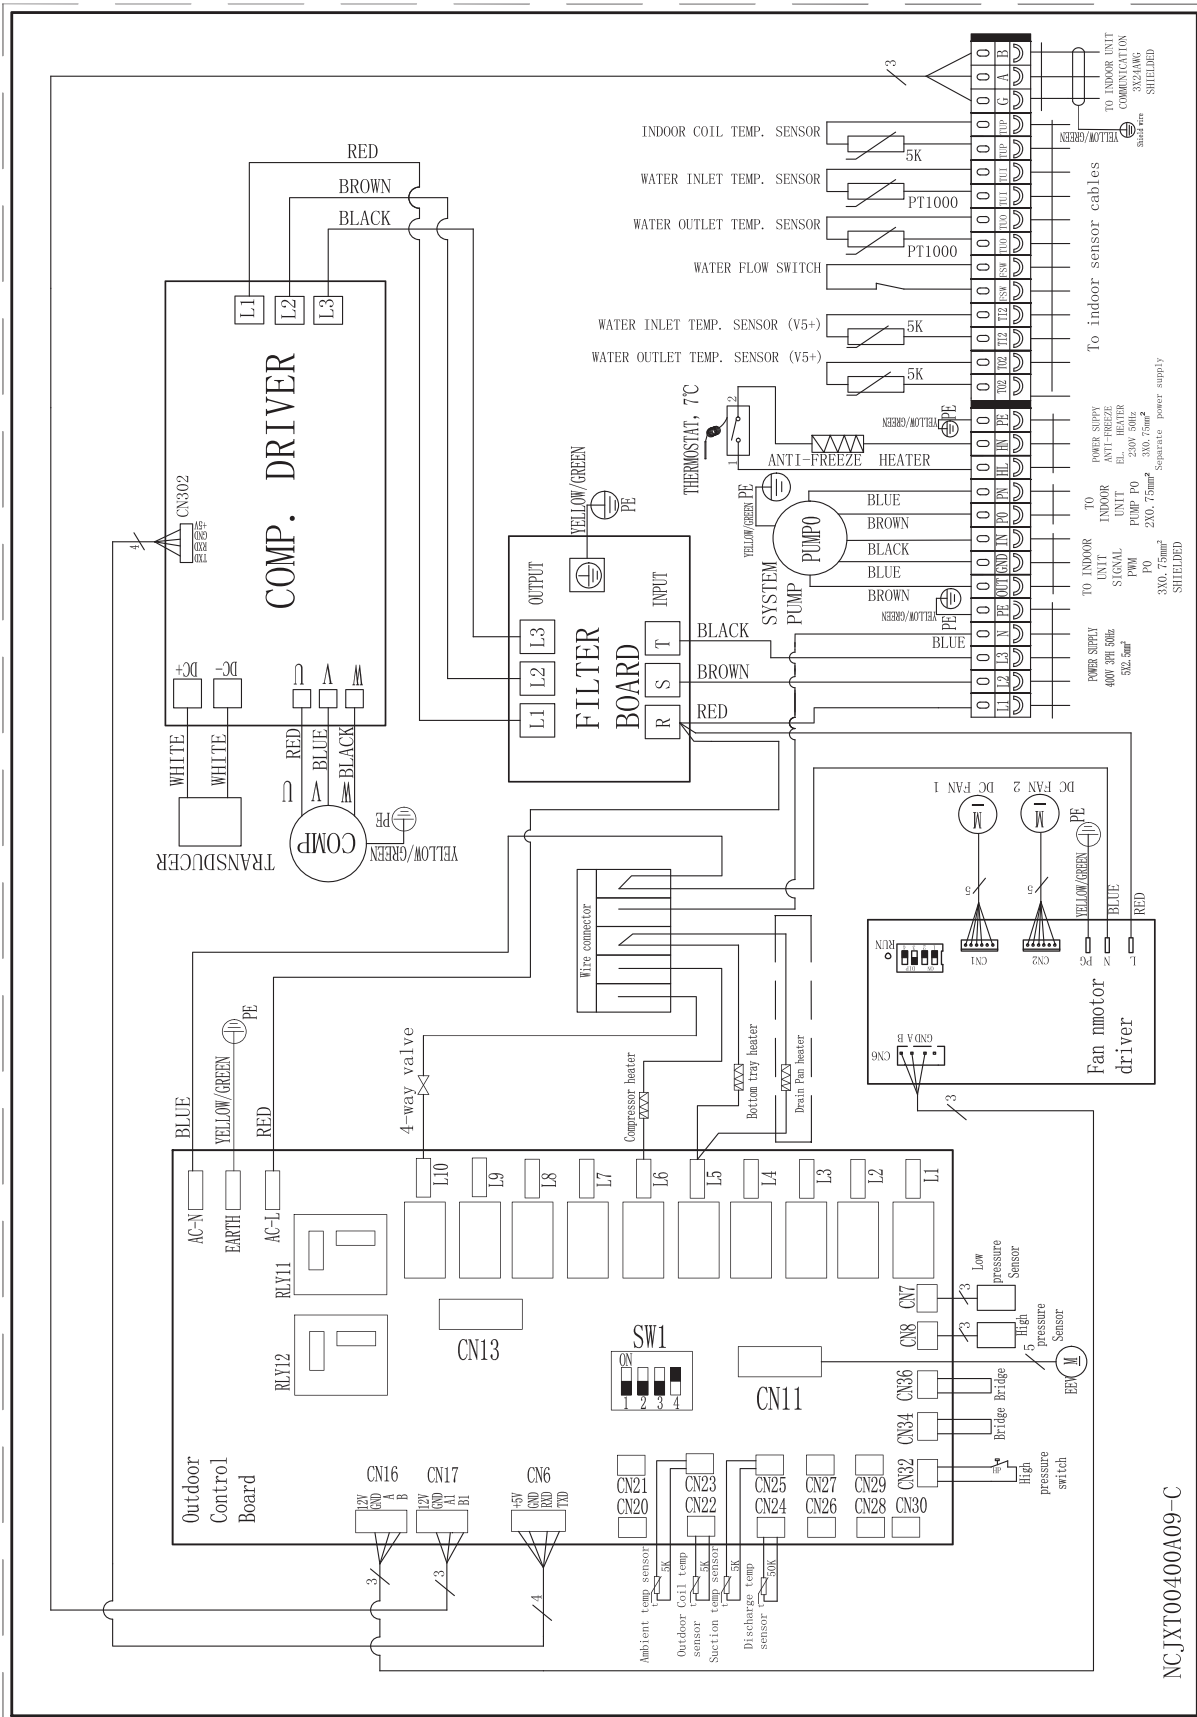 TO INDOOR UNIT
COMMUNICATION
3X24AWG
SHIELDED
3
B
A
G
TUP
TUP
TUI
TUI
TUO
TUO
FSW
FSW
TI2
TI2
TO2
TO2
PE
HN
HL
PN
PO
IN
GND
OUT
PE
N
L3
L2
L1
YELLOW/GREEN
Shield wire
INDOOR COIL TEMP. SENSOR
5K
WATER INLET TEMP. SENSOR
PT1000
WATER OUTLET TEMP. SENSOR
PT1000
WATER FLOW SWITCH
WATER INLET TEMP. SENSOR (V5+)
5K
WATER OUTLET TEMP. SENSOR (V5+)
5K
To indoor sensor cables
THERMOSTAT, 7℃
1
2
YELLOW/GREEN
PE
ANTI-FREEZE HEATER
POWER SUPPY
ANTI-FREEZE
EL. HEATER
230V 50Hz
3X0.75mm²
Separate power supply
TO
INDOOR
UNIT
PUMP PO
2X0.75mm²
TO INDOOR
UNIT
SIGNAL
PWM
PO
3X0.75mm²
SHIELDED
POWER SUPPLY
400V 3PH 50Hz
5X2.5mm²
YELLOW/GREEN
PE
PUMP0
SYSTEM
PUMP
BLUE
BROWN
BLACK
BLUE
BROWN
YELLOW/GREEN
PE
BLUE
RED
BROWN
BLACK
L1
L2
L3
COMP. DRIVER
CN302
+5V
GND
RXD
TXD
4
DC+
DC-
U
V
W
WHITE
WHITE
RED
BLUE
BLACK
U
V
W
TRANSDUCER
COMP
PE
YELLOW/GREEN
YELLOW/GREEN
PE
OUTPUT
INPUT
FILTER
BOARD
L3
L2
L1
T
S
R
BLACK
BROWN
RED
DC FAN 1
DC FAN 2
M
M
5
5
PE
YELLOW/GREEN
BLUE
RED
RUN
ON
DIP
CN1
CN2
PG
N
L
CN6
GND A B
Fan nmotor
driver
3
Wire connector
4-way valve
Compressor heater
Bottom tray heater
Drain Pan heater
BLUE
YELLOW/GREEN
PE
RED
AC-N
EARTH
AC-L
L10
L9
L8
L7
L6
L5
L4
L3
L2
L1
RLY11
RLY12
CN13
SW1
ON
1 2 3 4
CN11
CN7
3
Low
pressure
Sensor
CN8
3
High
pressure
Sensor
5
M
EEV
CN36
Bridge
CN34
Bridge
CN32
HP
High
pressure
switch
Outdoor
Control
Board
CN16
12V
GND
A
B
CN17
12V
GND
A1
B1
CN6
+5V
GND
RXD
TXD
3
3
4
CN21
CN20
CN23
CN22
CN25
CN24
CN27
CN26
CN29
CN28
CN30
Ambient temp sensor
5K
Outdoor Coil temp
sensor
5K
Suction temp sensor
5K
Discharge temp
sensor
50K
NCJXT00400A09-C